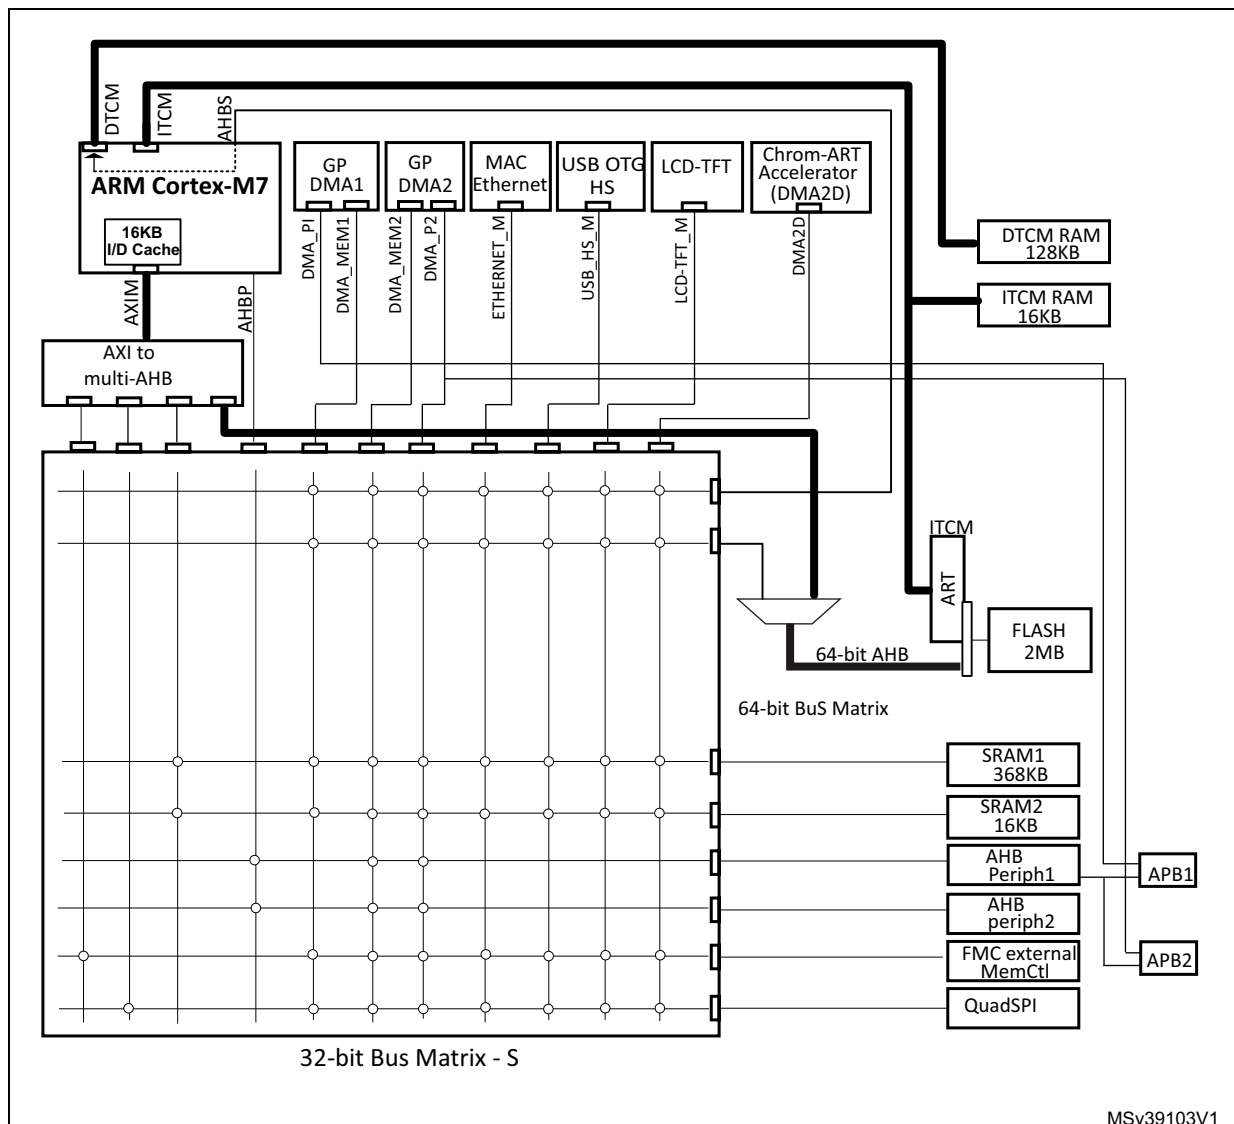 DTCM
ITCM
AHBS
ARM Cortex-M7
16KB
I/D Cache
AXIM
AHBP
GP
DMA1
GP
DMA2
MAC
Ethernet
USB OTG
HS
LCD-TFT
Chrom-ART
Accelerator
(DMA2D)
DMA_PI
DMA_MEM1
DMA_MEM2
DMA_P2
ETHERNET_M
USB_HS_M
LCD-TFT_M
DMA2D
DTCM RAM
128KB
ITCM RAM
16KB
AXI to
multi-AHB
ITCM
ART
FLASH
2MB
64-bit AHB
64-bit BuS Matrix
SRAM1
368KB
SRAM2
16KB
AHB
Periph1
APB1
AHB
periph2
FMC external
MemCtl
APB2
QuadSPI
32-bit Bus Matrix - S
MSv39103V1